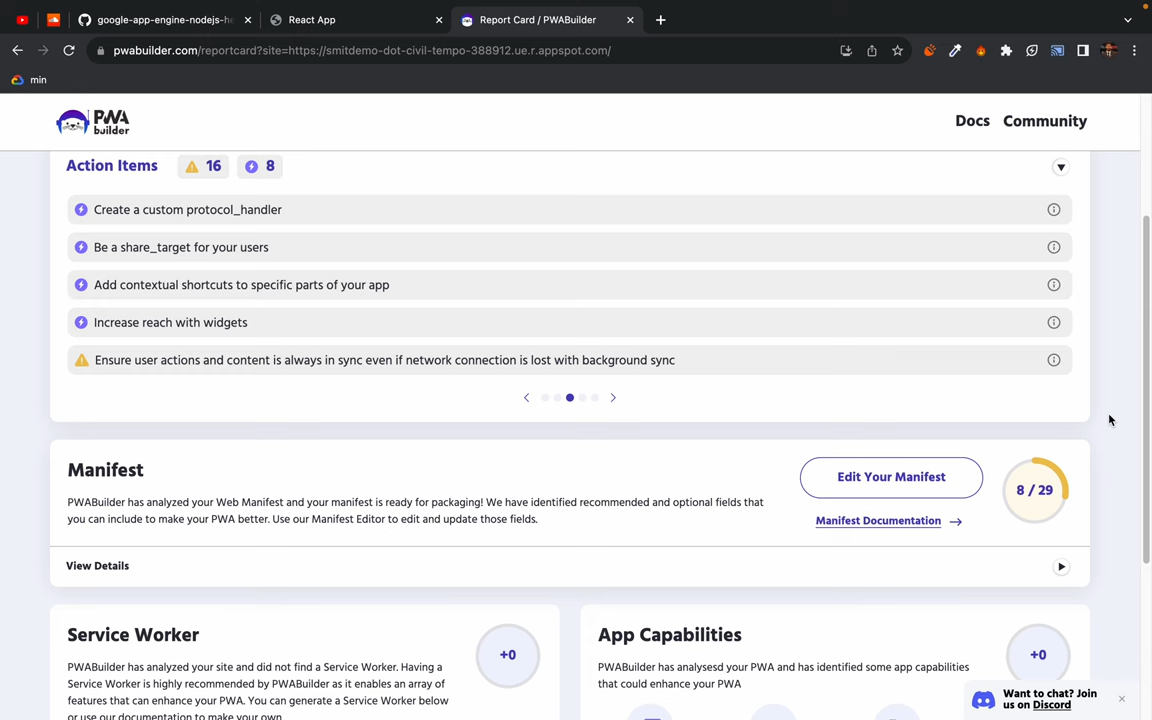 google-app-engine-nodejs-he
React App
Report Card / PWABuilder
pwabuilder.com/reportcard?site=https://smitdemo-dot-civil-tempo-388912.ue.r.appspot.com/
min
PWA builder
Docs
Community
Action Items
16
8
Create a custom protocol_handler
Be a share_target for your users
Add contextual shortcuts to specific parts of your app
Increase reach with widgets
Ensure user actions and content is always in sync even if network connection is lost with background sync
Manifest
PWABuilder has analyzed your Web Manifest and your manifest is ready for packaging! We have identified recommended and optional fields that
you can include to make your PWA better. Use our Manifest Editor to edit and update those fields.
Edit Your Manifest
Manifest Documentation
8 / 29
View Details
Service Worker
+0
PWABuilder has analyzed your site and did not find a Service Worker. Having a
Service Worker is highly recommended by PWABuilder as it enables an array of
features that can enhance your PWA. You can generate a Service Worker below
or use our documentation to make your own.
App Capabilities
+0
PWABuilder has analysesd your PWA and has identified some app capabilities
that could enhance your PWA
Want to chat? Join
us on Discord